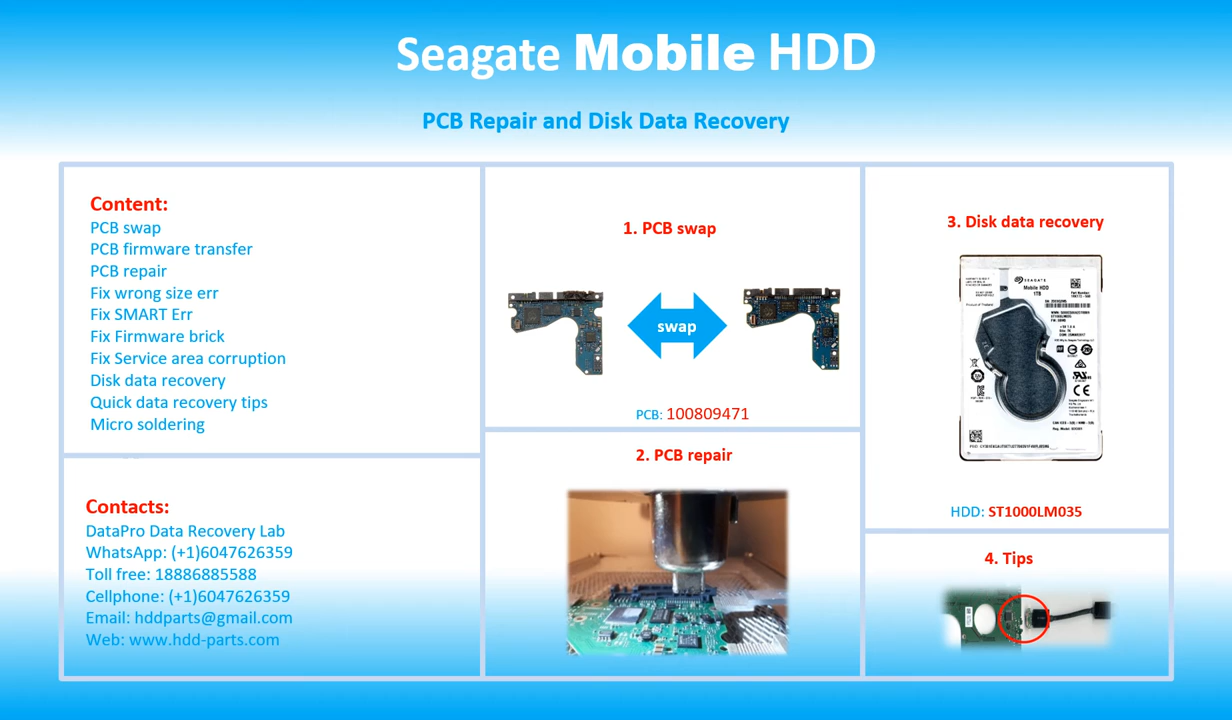 Seagate Mobile HDD
PCB Repair and Disk Data Recovery
Content:
PCB swap
PCB firmware transfer
PCB repair
Fix wrong size err
Fix SMART Err
Fix Firmware brick
Fix Service area corruption
Disk data recovery
Quick data recovery tips
Micro soldering
Contacts:
DataPro Data Recovery Lab
WhatsApp: (+1)6047626359
Toll free: 18886885588
Cellphone: (+1)6047626359
Email: hddparts@gmail.com
Web: www.hdd-parts.com
1. PCB swap
swap
PCB: 100809471
2. PCB repair
3. Disk data recovery
SEAGATE
Mobile HDD
1TB
HDD: ST1000LM035
4. Tips